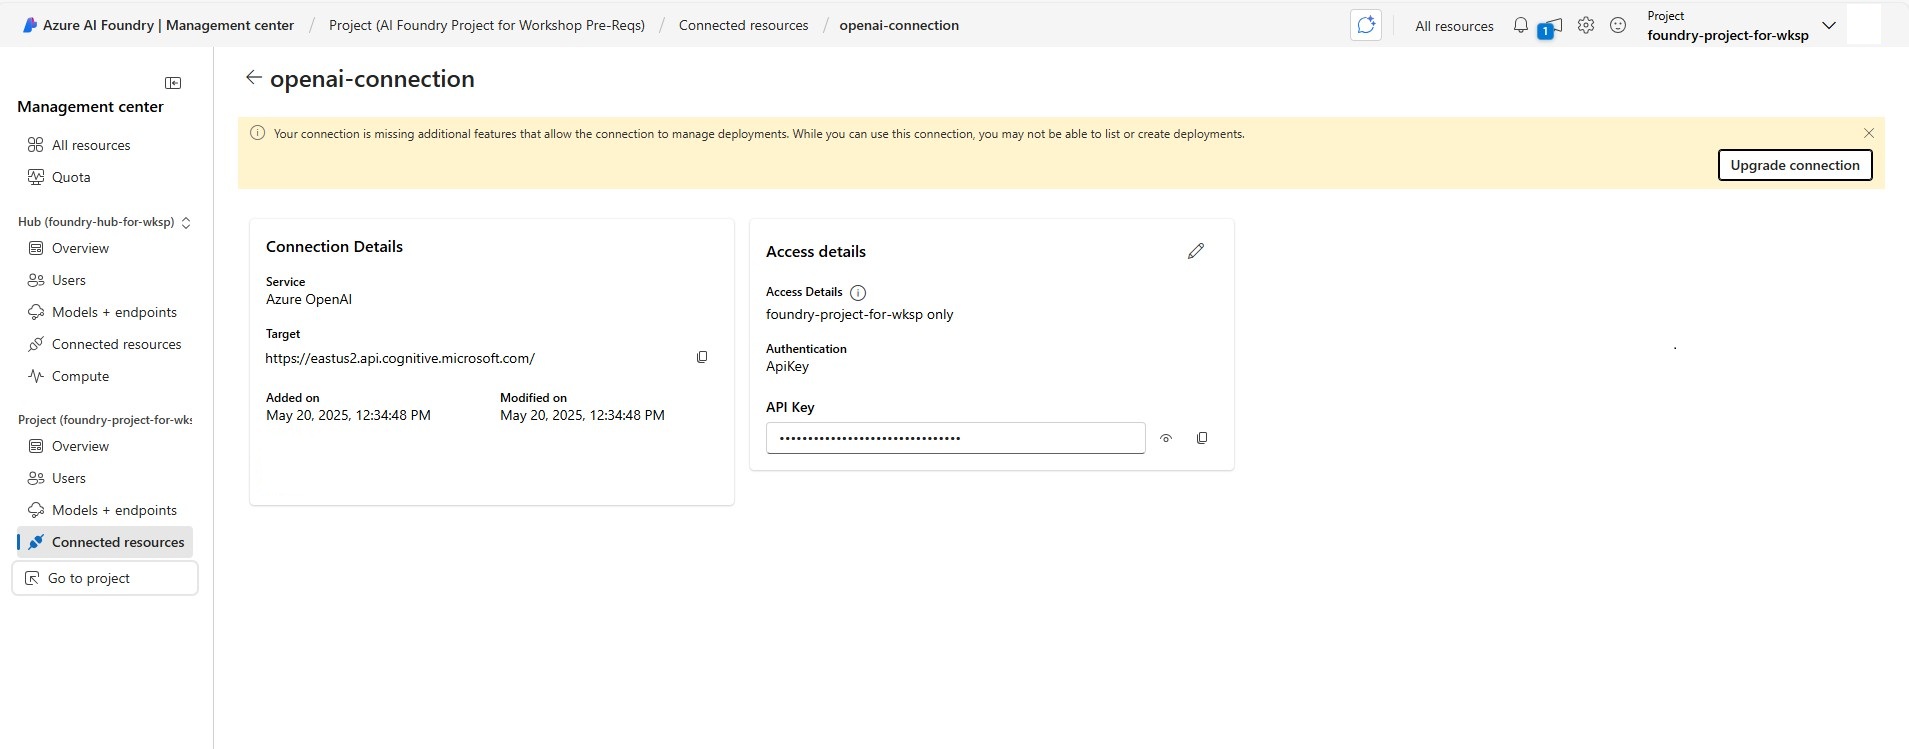 Azure AI Foundry | Management center / Project (AI Foundry Project for Workshop Pre-Reqs) / Connected resources / openai-connection
All resources
1
Project
foundry-project-for-wksp
Management center
All resources
Quota
Hub (foundry-hub-for-wksp)
Overview
Users
Models + endpoints
Connected resources
Compute
Project (foundry-project-for-wks
Overview
Users
Models + endpoints
Connected resources
Go to project
openai-connection
Your connection is missing additional features that allow the connection to manage deployments. While you can use this connection, you may not be able to list or create deployments.
Upgrade connection
Connection Details
Service
Azure OpenAI
Target
https://eastus2.api.cognitive.microsoft.com/
Added on
May 20, 2025, 12:34:48 PM
Modified on
May 20, 2025, 12:34:48 PM
Access details
Access Details
foundry-project-for-wksp only
Authentication
ApiKey
API Key
••••••••••••••••••••••••••••••••